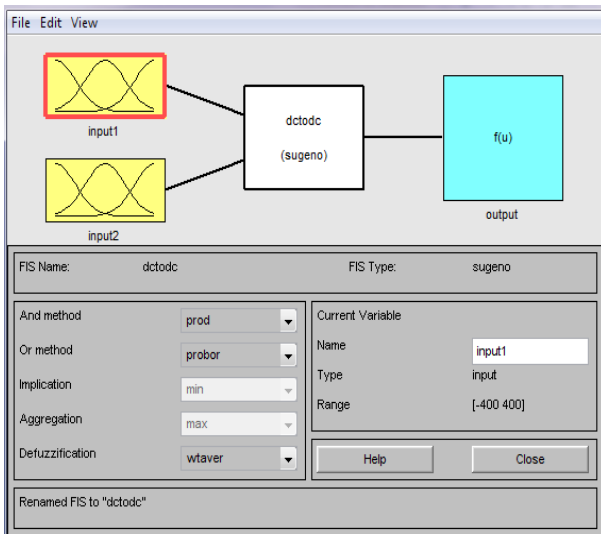 File Edit View
input1
input2
dctodc
(sugeno)
f(u)
output
FIS Name: dctodc FIS Type: sugeno
And method prod
Or method probor
Implication min
Aggregation max
Defuzzification wtaver
Current Variable
Name input1
Type input
Range [-400 400]
Help Close
Renamed FIS to "dctodc"